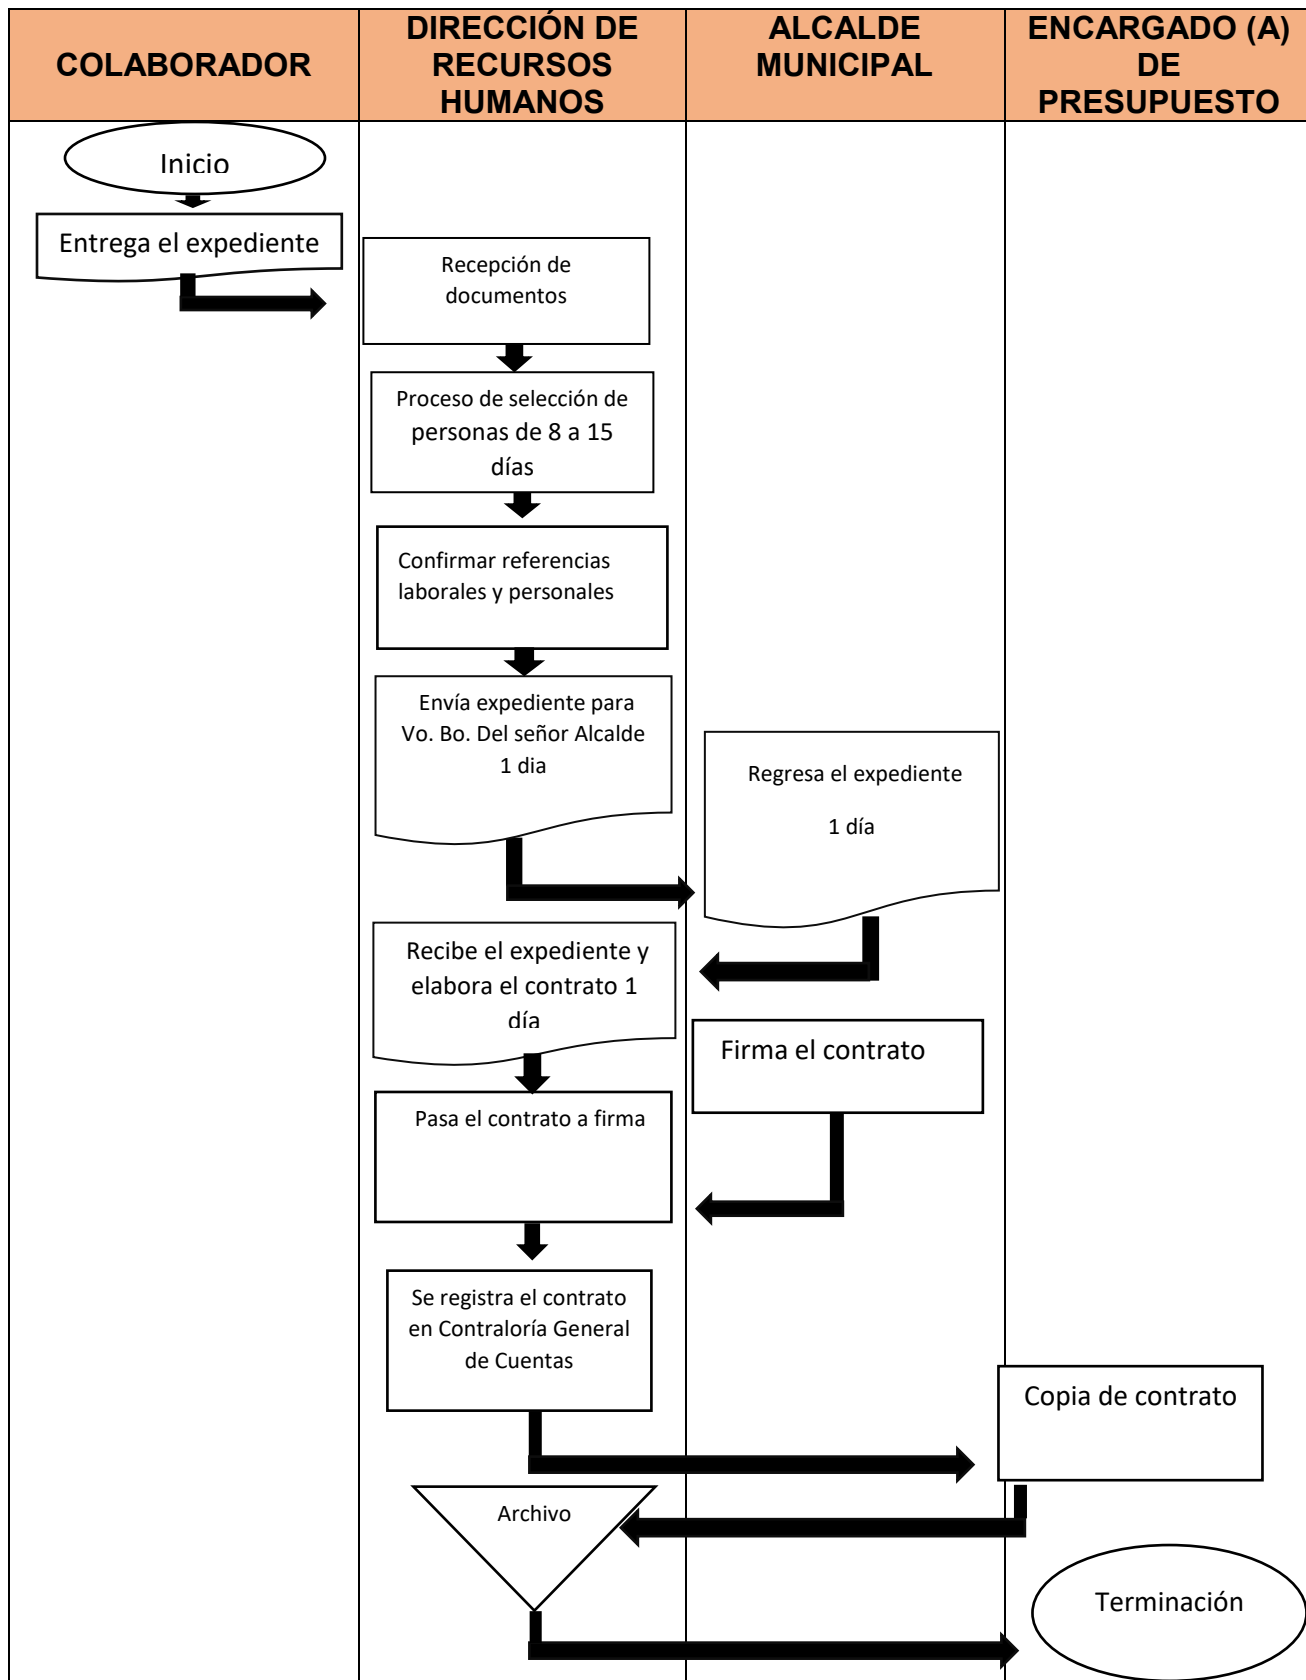 COLABORADOR
DIRECCIÓN DE
RECURSOS
HUMANOS
ALCALDE
MUNICIPAL
ENCARGADO (A)
DE
PRESUPUESTO
Inicio
Entrega el expediente
Recepción de
documentos
Proceso de selección de
personas de 8 a 15
días
Confirmar referencias
laborales y personales
Envía expediente para
Vo. Bo. Del señor Alcalde
1 dia
Regresa el expediente
1 día
Recibe el expediente y
elabora el contrato 1
día
Firma el contrato
Pasa el contrato a firma
Se registra el contrato
en Contraloría General
de Cuentas
Copia de contrato
Archivo
Terminación